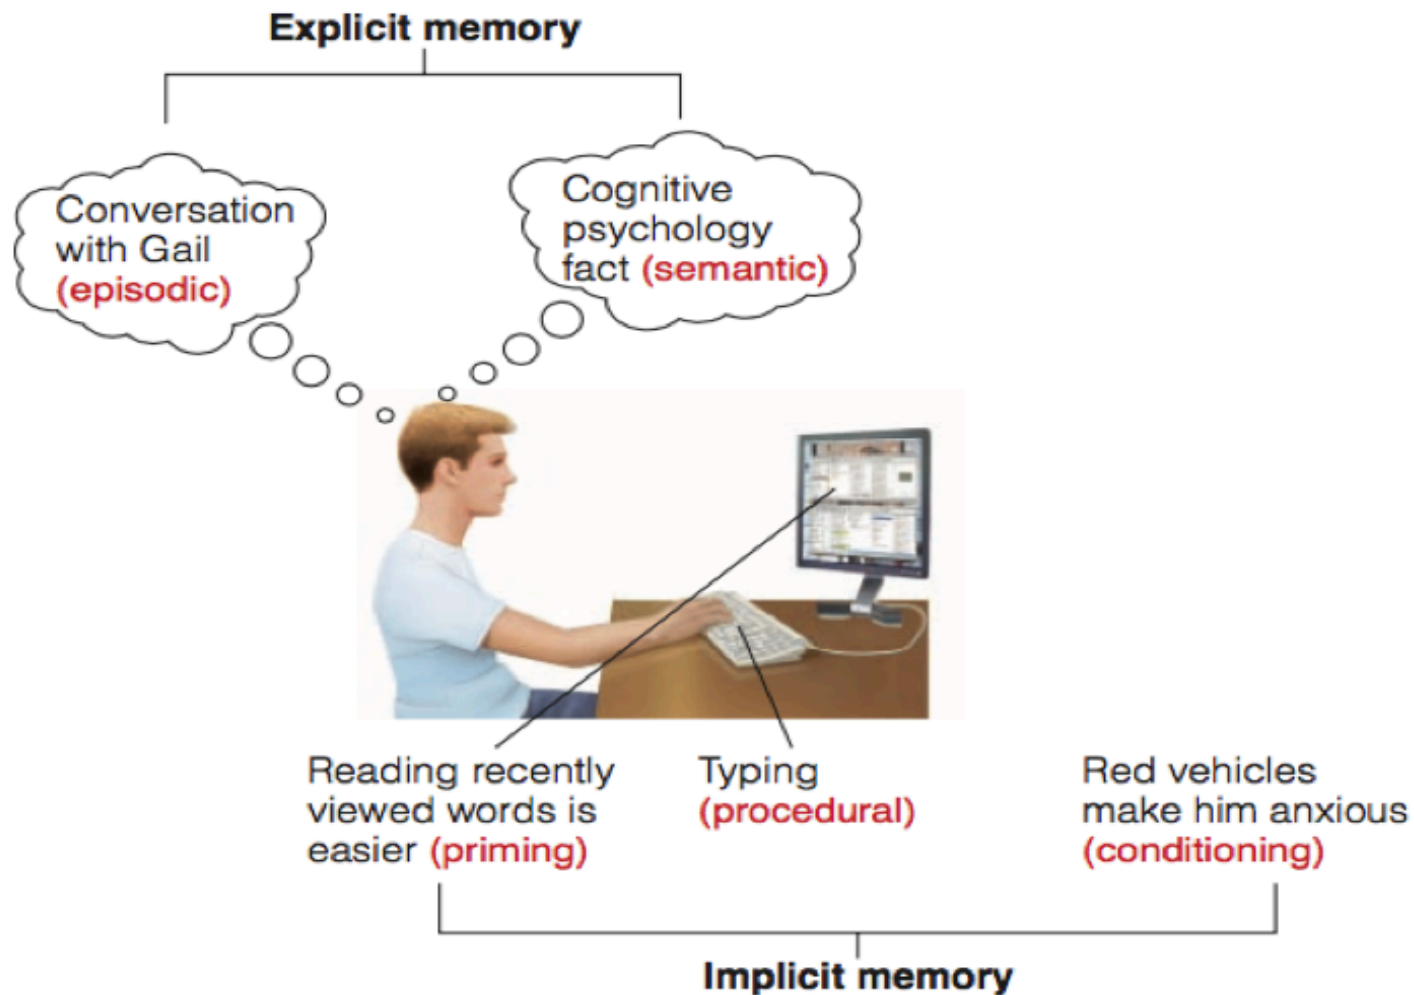 Explicit memory
Conversation
with Gail
(episodic)
Cognitive
psychology
fact (semantic)
Reading recently
viewed words is
easier (priming)
Typing
(procedural)
Red vehicles
make him anxious
(conditioning)
Implicit memory